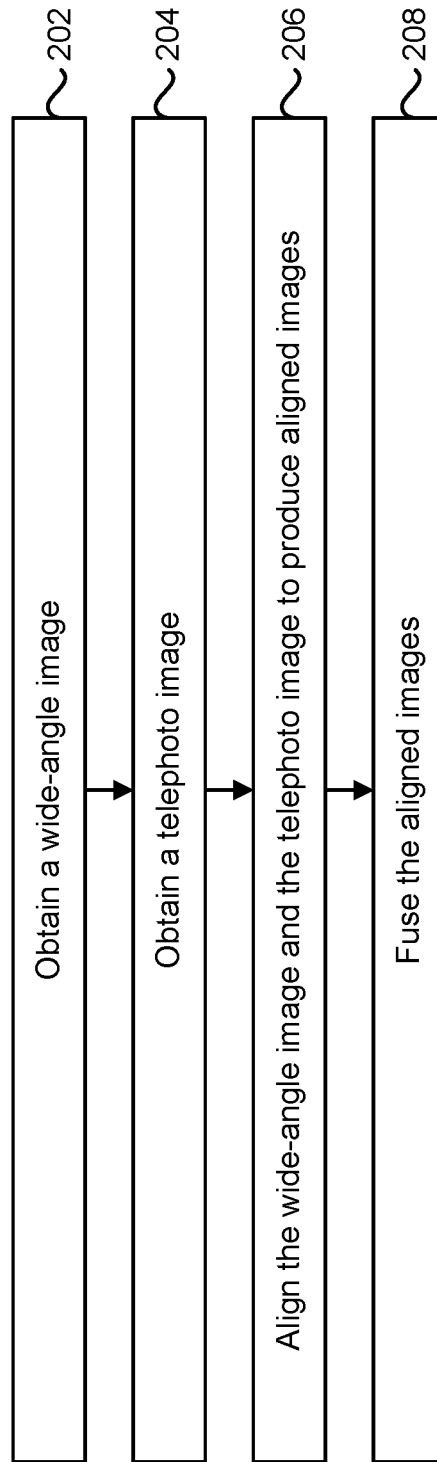 Obtain a wide-angle image
202
Obtain a telephoto image
204
Align the wide-angle image and the telephoto image to produce aligned images
206
Fuse the aligned images
208